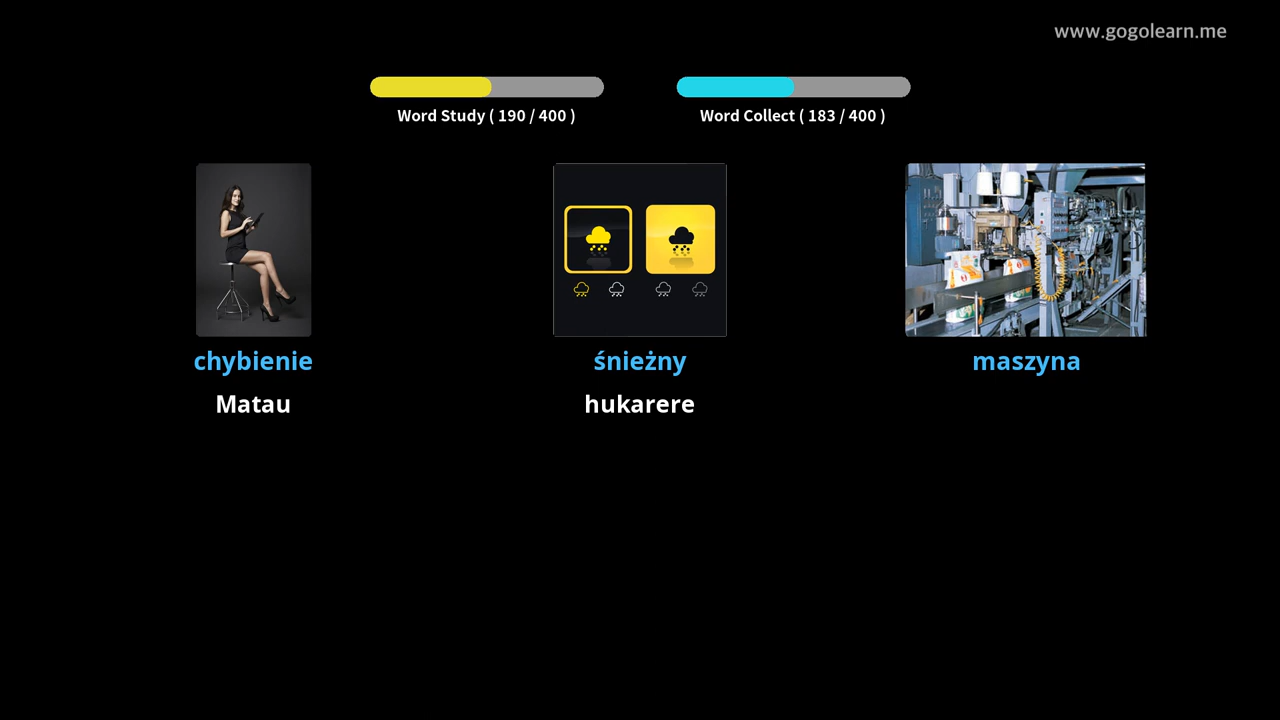 www.gogolearn.me
Word Study ( 190 / 400 )
Word Collect ( 183 / 400 )
chybienie
śnieżny
maszyna
Matau
hukarere